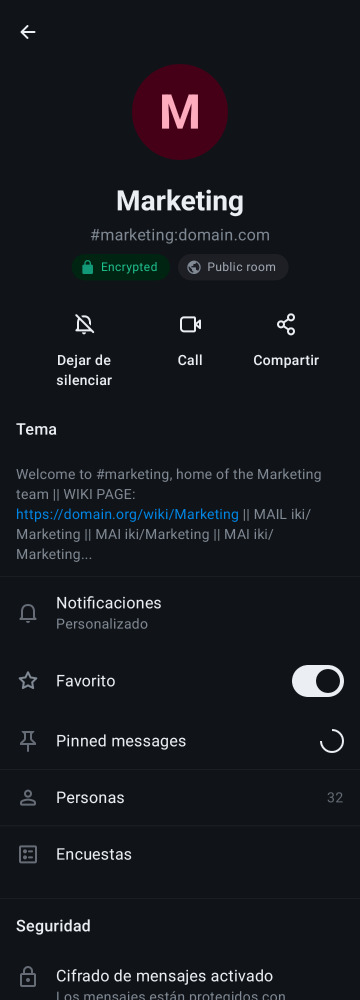 M
Marketing
#marketing:domain.com
Encrypted
Public room
Dejar de
silenciar
Call
Compartir
Tema
Welcome to #marketing, home of the Marketing
team || WIKI PAGE:
https://domain.org/wiki/Marketing || MAIL iki/
Marketing || MAI iki/Marketing || MAI iki/
Marketing...
Notificaciones
Personalizado
Favorito
Pinned messages
Personas
32
Encuestas
Seguridad
Cifrado de mensajes activado
Los mensajes están protegidos con